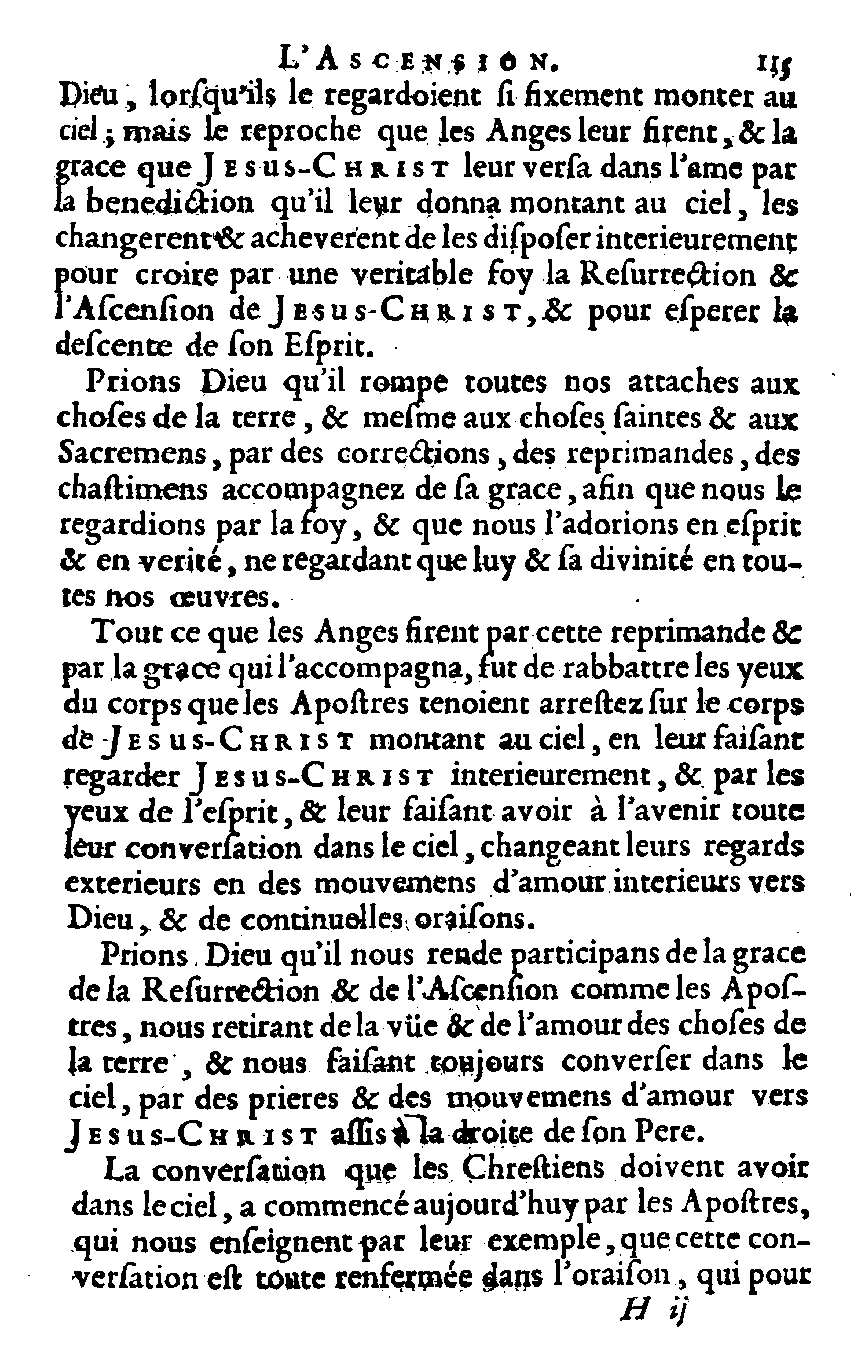 L'ASCENSION. 115
Dieu, lorſqu'ils le regardoient ſi fixement monter au
ciel; mais le reproche que les Anges leur firent, & la
grace que JESUS-CHRIST leur verſa dans l'ame par
la benediction qu'il leur donna montant au ciel, les
changerent & acheverent de les diſpoſer interieurement
pour croire par une veritable foy la Reſurrection &
l'Aſcenſion de JESUS-CHRIST, & pour eſperer la
deſcente de ſon Eſprit.
Prions Dieu qu'il rompe toutes nos attaches aux
choſes de la terre, & meſme aux choſes ſaintes & aux
Sacremens, par des corrections, des reprimandes, des
chaſtimens accompagnez de ſa grace, afin que nous le
regardions par la foy, & que nous l'adorions en eſprit
& en verité, ne regardant que luy & ſa divinité en tou-
tes nos œuvres.
Tout ce que les Anges firent par cette reprimande &
par la grace qui l'accompagna, fut de rabbattre les yeux
du corps que les Apoſtres tenoient arreſtez ſur le corps
de JESUS-CHRIST montant au ciel, en leur faiſant
regarder JESUS-CHRIST interieurement, & par les
yeux de l'eſprit, & leur faiſant avoir à l'avenir toute
leur converſation dans le ciel, changeant leurs regards
exterieurs en des mouvemens d'amour interieurs vers
Dieu, & de continuelles oraiſons.
Prions Dieu qu'il nous rende participans de la grace
de la Reſurrection & de l'Aſcenſion comme les Apoſ-
tres, nous retirant de la vüe & de l'amour des choſes de
la terre, & nous faiſant toujours converſer dans le
ciel, par des prieres & des mouvemens d'amour vers
JESUS-CHRIST aſſis à la droite de ſon Pere.
La converſation que les Chreſtiens doivent avoir
dans le ciel, a commencé aujourd'huy par les Apoſtres,
qui nous enſeignent par leur exemple, que cette con-
verſation eſt toute renfermée dans l'oraiſon, qui pour
H ij